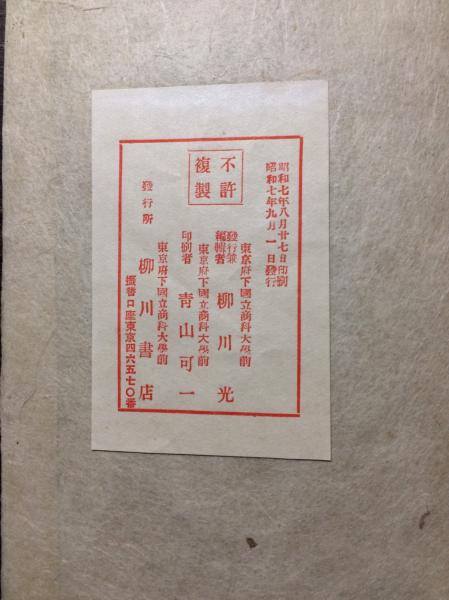 昭和七年八月廿七日印刷
昭和七年九月一日發行
不許
複製
東京府下國立商科大學前
發行兼
編輯者
柳川光
東京府下國立商科大學前
印刷者
靑山可一
東京府下國立商科大學前
發行所
柳川書店
振替口座東京四六五七〇番